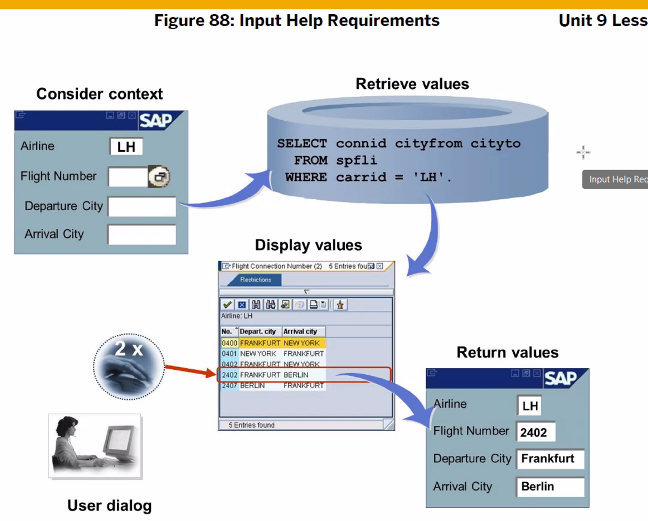 Figure 88: Input Help Requirements
Unit 9 Less
Consider context
SAP
Airline LH
Flight Number
Departure City
Arrival City
Retrieve values
SELECT connid cityfrom cityto
FROM spfli
WHERE carrid = 'LH'.
Input Help Rec
Display values
Flight Connection Number (2) 5 Entries fou
Restrictions
Airline: LH
No. Depart. city Arrival city
0400 FRANKFURT NEW YORK
0401 NEW YORK FRANKFURT
0402 FRANKFURT NEW YORK
2402 FRANKFURT BERLIN
2407 BERLIN FRANKFURT
5 Entries found
2 x
User dialog
Return values
SAP
Airline LH
Flight Number 2402
Departure City Frankfurt
Arrival City Berlin